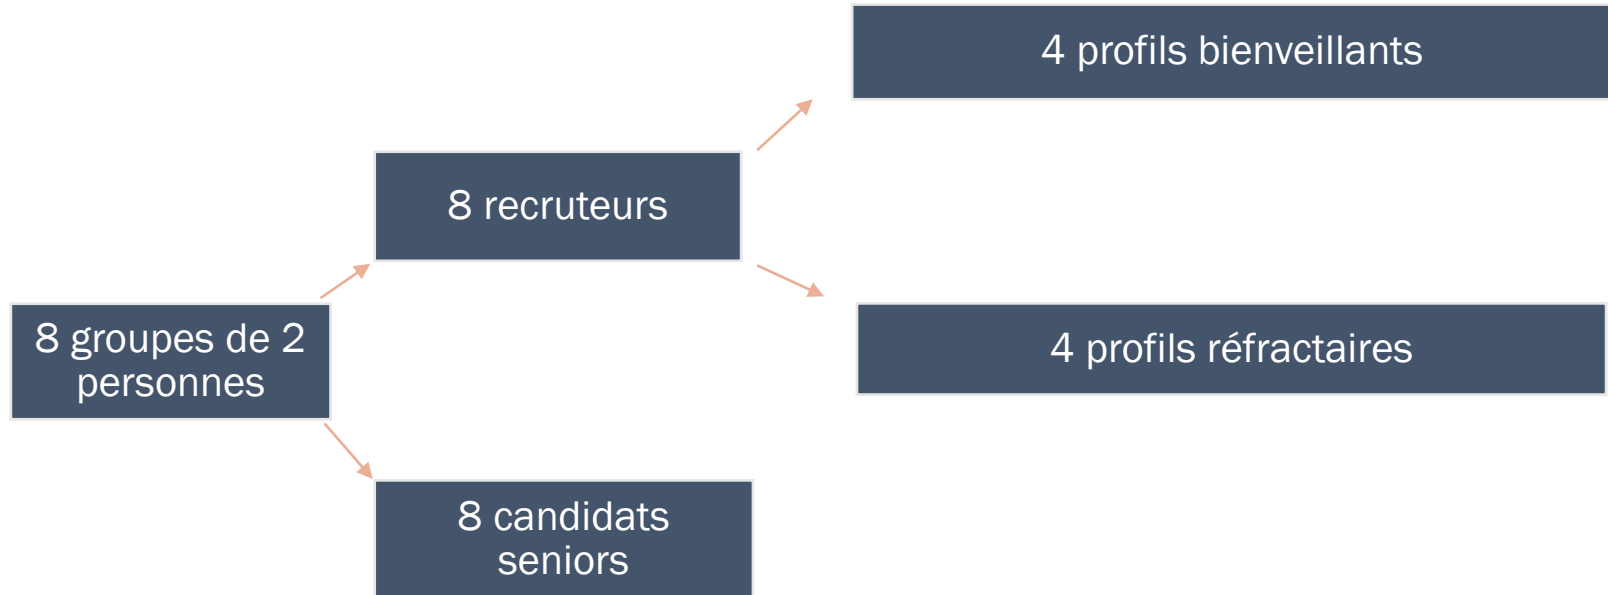 4 profils bienveillants
8 recruteurs
8 groupes de 2
personnes
4 profils réfractaires
8 candidats
seniors